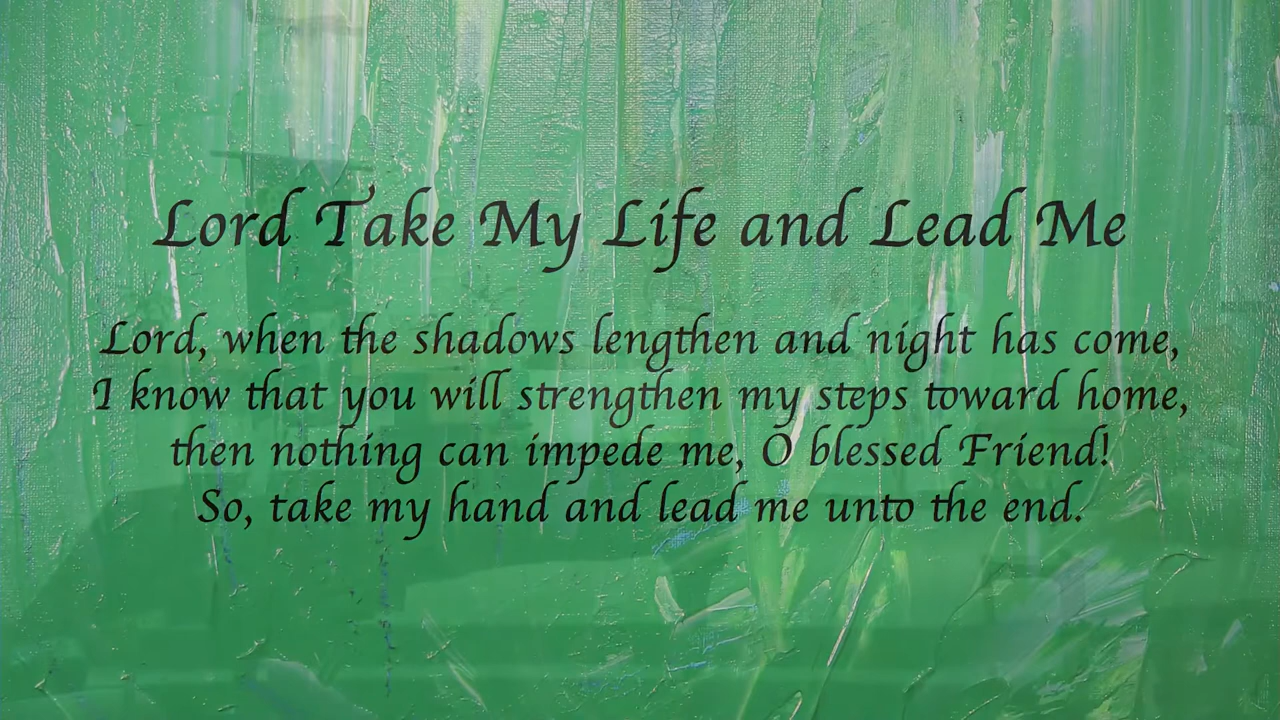 Lord Take My Life and Lead Me
Lord, when the shadows lengthen and night has come,
I know that you will strengthen my steps toward home,
then nothing can impede me, O blessed Friend!
So, take my hand and lead me unto the end.